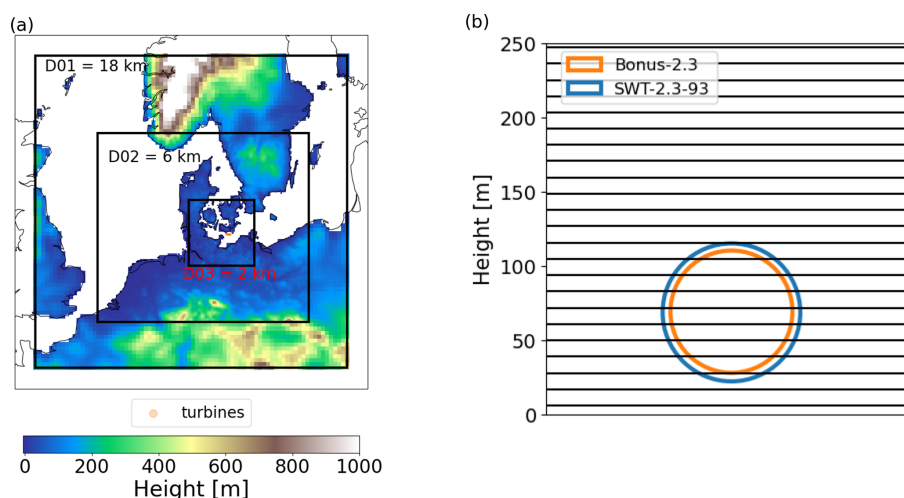 (a)
D01 = 18 km
D02 = 6 km
D03 = 2 km
turbines
0 200 400 600 800 1000
Height [m]
(b)
250
200
150
100
50
0
Height [m]
Bonus-2.3
SWT-2.3-93